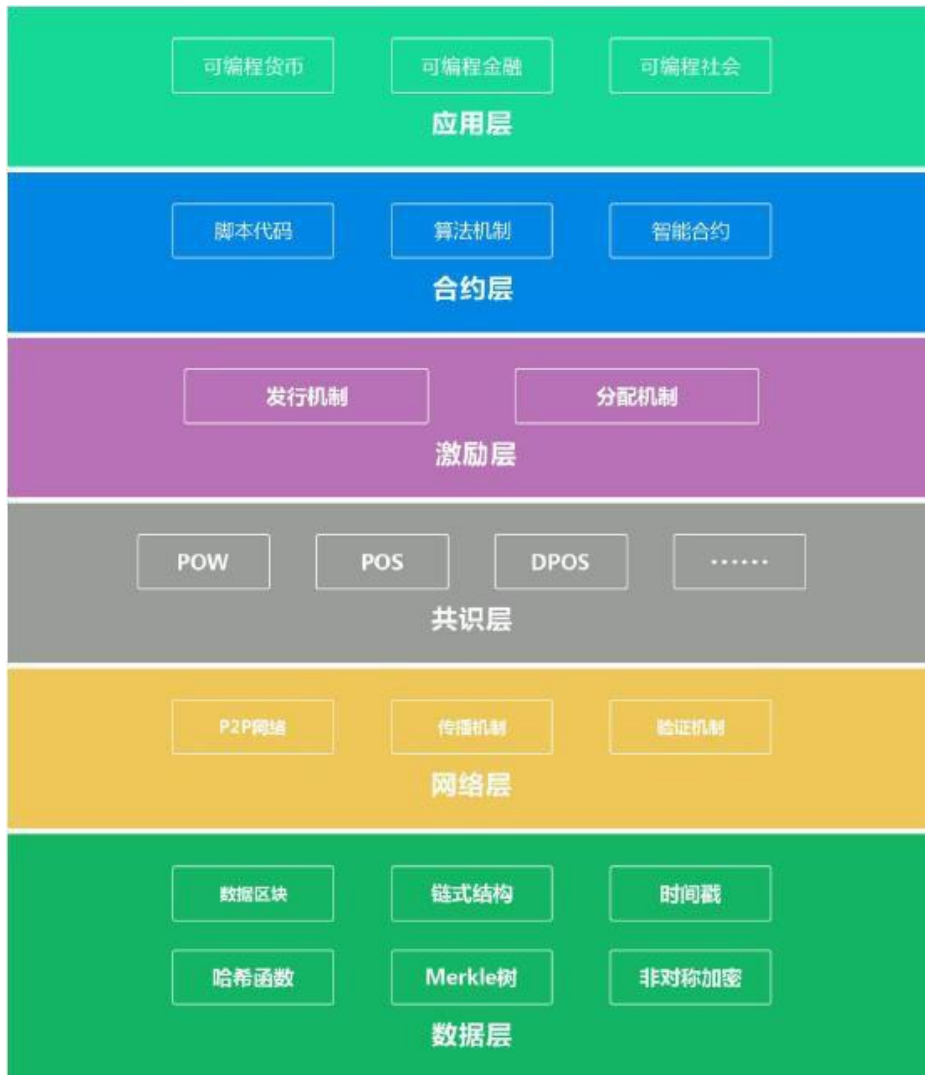 可编程货币 可编程金融 可编程社会
应用层
脚本代码 算法机制 智能合约
合约层
发行机制 分配机制
激励层
POW POS DPOS ······
共识层
P2P网络 传播机制 验证机制
网络层
数据区块 链式结构 时间戳
哈希函数 Merkle树 非对称加密
数据层